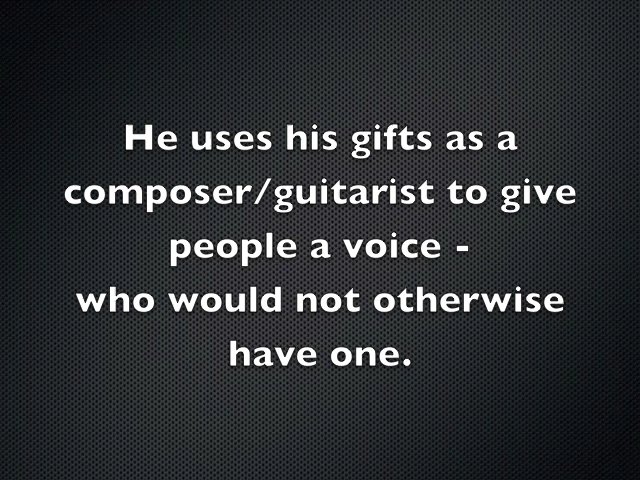 He uses his gifts as a
composer/guitarist to give
people a voice -
who would not otherwise
have one.